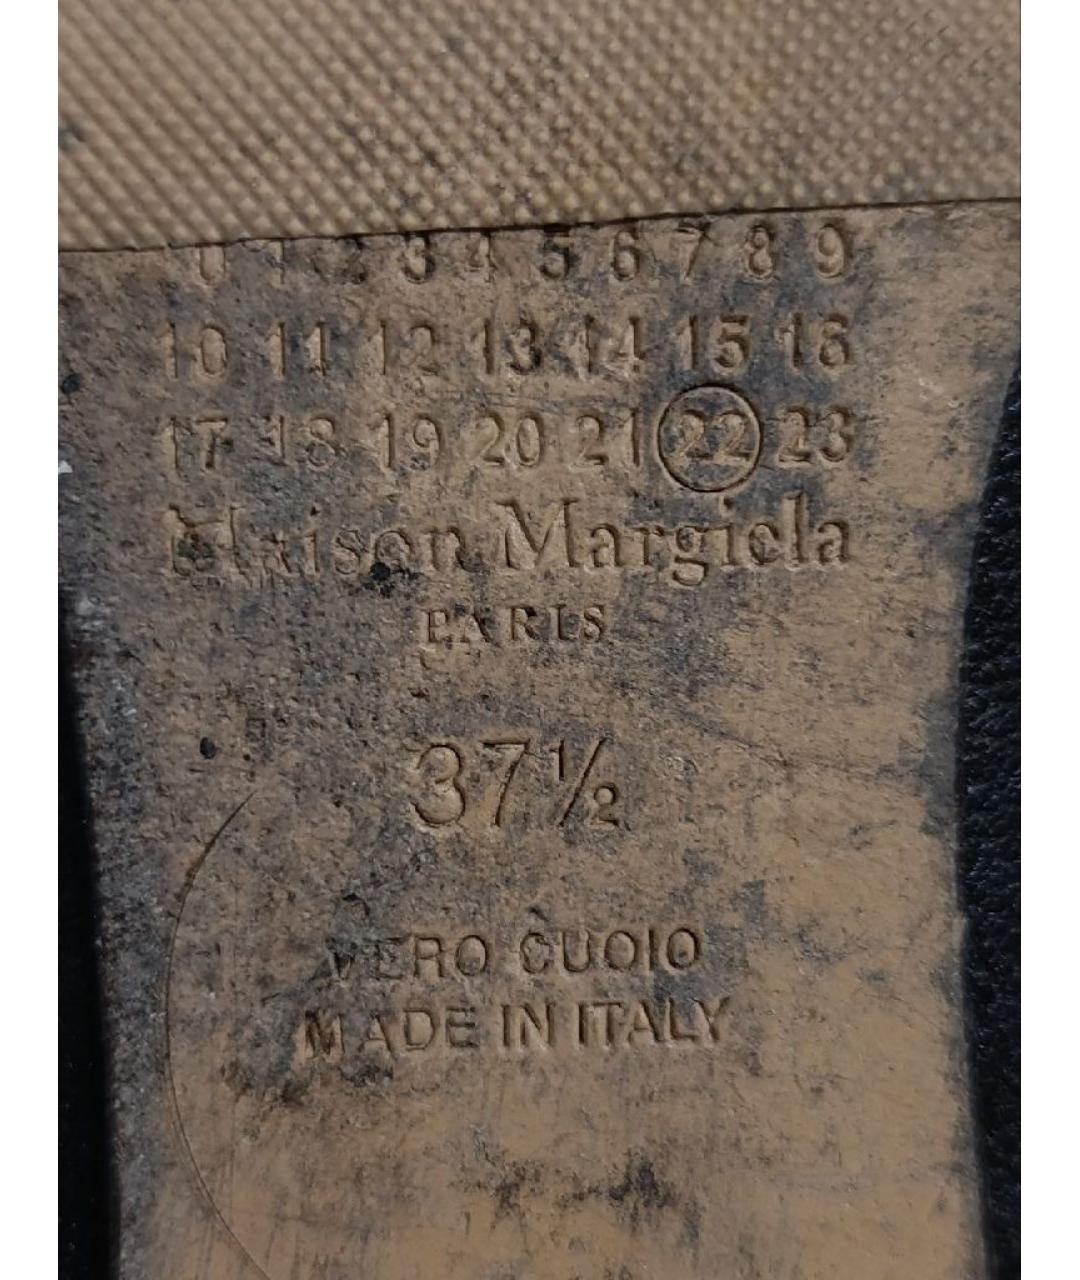 0 1 2 3 4 5 6 7 8 9
10 11 12 13 14 15 16
17 18 19 20 21 22 23
Maison Margiela
PARIS
37½
VERO CUOIO
MADE IN ITALY